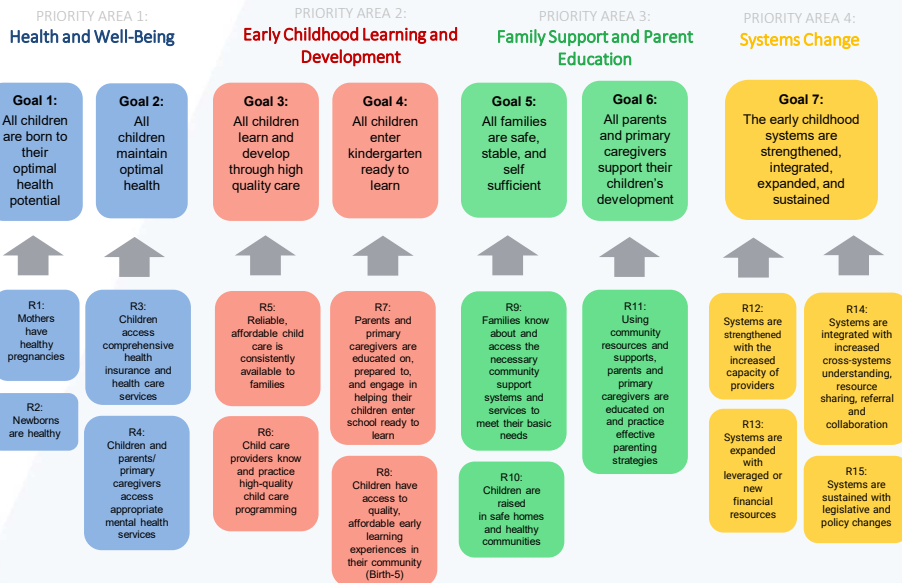 PRIORITY AREA 1:
Health and Well-Being
PRIORITY AREA 2:
Early Childhood Learning and
Development
PRIORITY AREA 3:
Family Support and Parent
Education
PRIORITY AREA 4:
Systems Change
Goal 1:
All children
are born to
their
optimal
health
potential
Goal 2:
All
children
maintain
optimal
health
Goal 3:
All children
learn and
develop
through high
quality care
Goal 4:
All children
enter
kindergarten
ready to
learn
Goal 5:
All families
are safe,
stable, and
self
sufficient
Goal 6:
All parents
and primary
caregivers
support their
children's
development
Goal 7:
The early childhood
systems are
strengthened,
integrated,
expanded, and
sustained
R1:
Mothers
have
healthy
pregnancies
R2:
Newborns
are healthy
R3:
Children
access
comprehensive
health
insurance and
health care
services
R4:
Children and
parents/
primary
caregivers
access
appropriate
mental health
services
R5:
Reliable,
affordable child
care is
consistently
available to
families
R6:
Child care
providers know
and practice
high-quality
child care
programming
R7:
Parents and
primary
caregivers are
educated on,
prepared to,
and engage in
helping their
children enter
school ready to
learn
R8:
Children have
access to
quality,
affordable early
learning
experiences in
their community
(Birth-5)
R9:
Families know
about and
access the
necessary
community
support
systems and
services to
meet their basic
needs
R10:
Children are
raised
in safe homes
and healthy
communities
R11:
Using
community
resources and
supports,
parents and
primary
caregivers are
educated on
and practice
effective
parenting
strategies
R12:
Systems are
strengthened
with the
increased
capacity of
providers
R13:
Systems are
expanded
with
leveraged or
new
financial
resources
R14:
Systems are
integrated with
increased
cross-systems
understanding,
resource
sharing, referral
and
collaboration
R15:
Systems are
sustained with
legislative and
policy changes